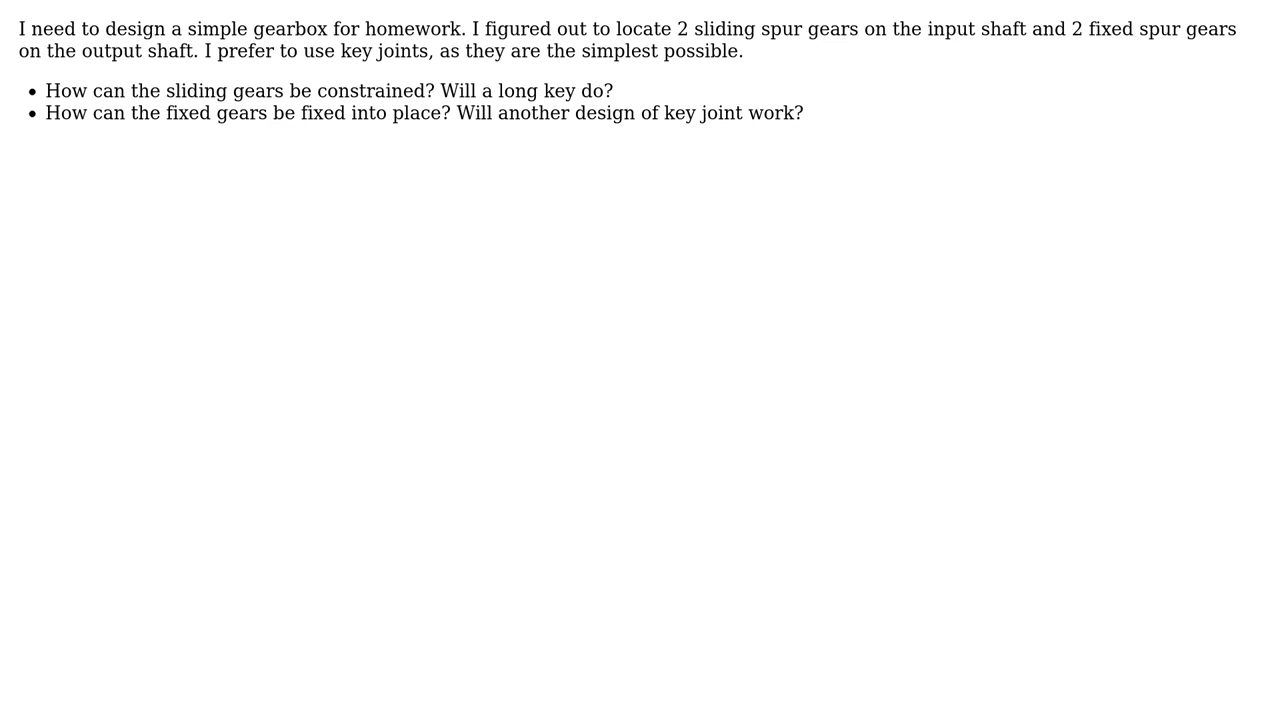 I need to design a simple gearbox for homework. I figured out to locate 2 sliding spur gears on the input shaft and 2 fixed spur gears
on the output shaft. I prefer to use key joints, as they are the simplest possible.
• How can the sliding gears be constrained? Will a long key do?
• How can the fixed gears be fixed into place? Will another design of key joint work?